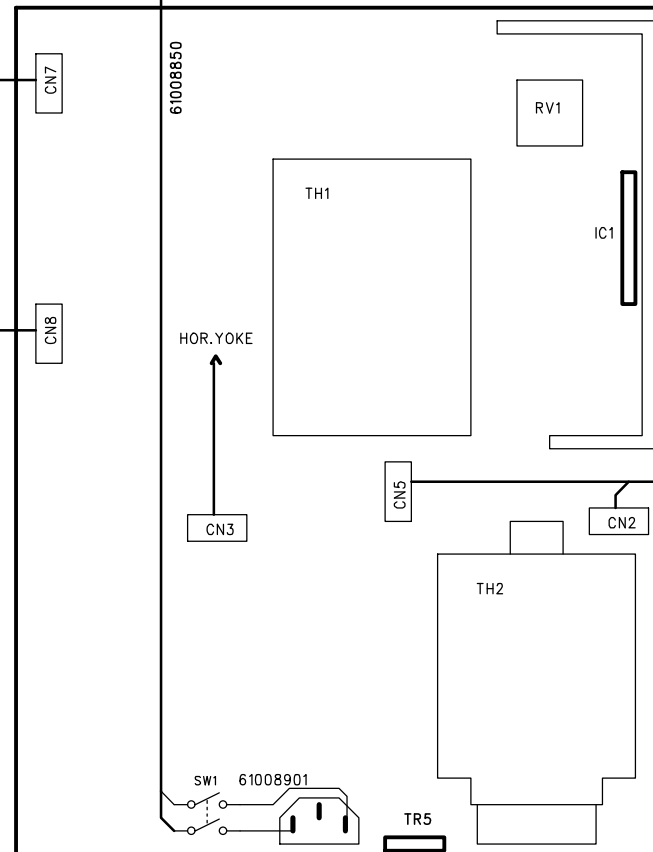 CN7
61008850
RV1
TH1
IC1
CN8
HOR.YOKE
CN5
CN3
CN2
TH2
SW1
61008901
TR5